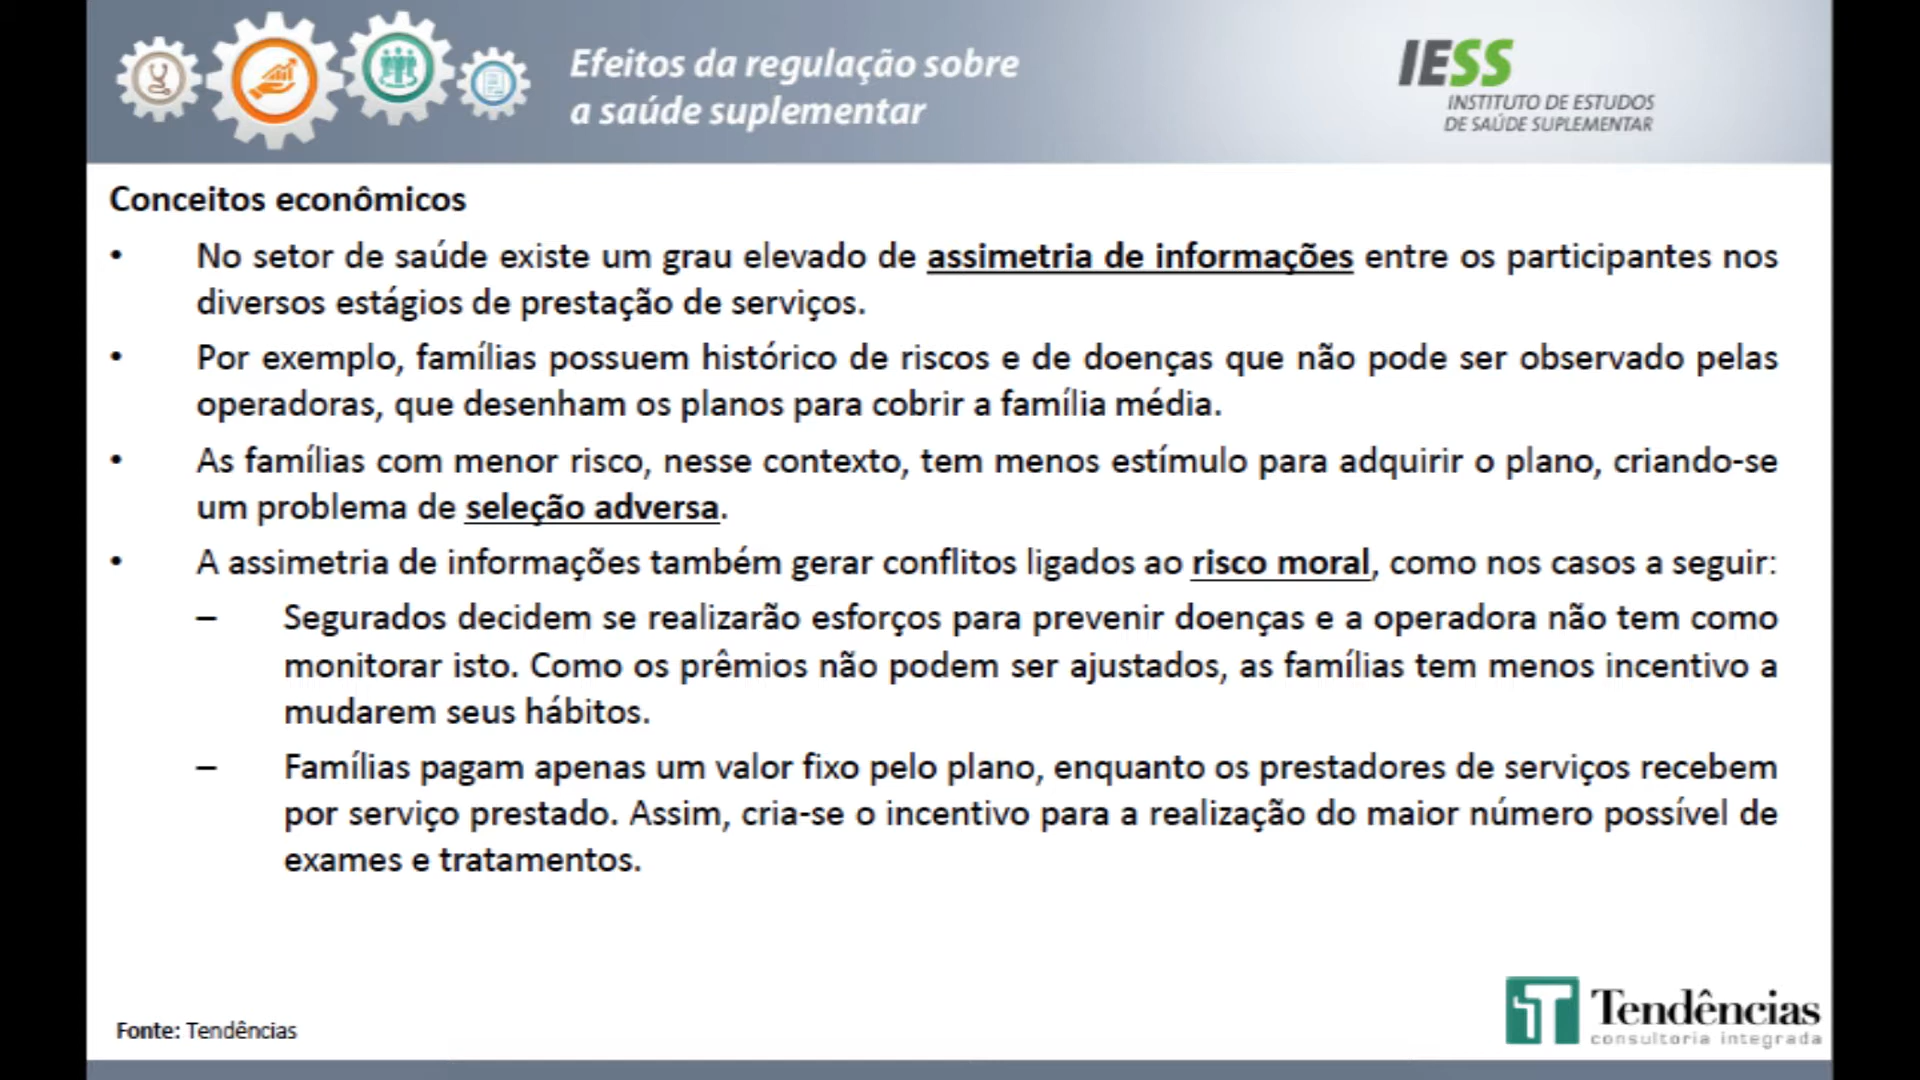 Efeitos da regulação sobre
a saúde suplementar
IESS
INSTITUTO DE ESTUDOS
DE SAÚDE SUPLEMENTAR
Conceitos econômicos
• No setor de saúde existe um grau elevado de assimetria de informações entre os participantes nos
diversos estágios de prestação de serviços.
• Por exemplo, famílias possuem histórico de riscos e de doenças que não pode ser observado pelas
operadoras, que desenham os planos para cobrir a família média.
• As famílias com menor risco, nesse contexto, tem menos estímulo para adquirir o plano, criando-se
um problema de seleção adversa.
• A assimetria de informações também gerar conflitos ligados ao risco moral, como nos casos a seguir:
– Segurados decidem se realizarão esforços para prevenir doenças e a operadora não tem como
monitorar isto. Como os prêmios não podem ser ajustados, as famílias tem menos incentivo a
mudarem seus hábitos.
– Famílias pagam apenas um valor fixo pelo plano, enquanto os prestadores de serviços recebem
por serviço prestado. Assim, cria-se o incentivo para a realização do maior número possível de
exames e tratamentos.
Fonte: Tendências
T Tendências
consultoria integrada